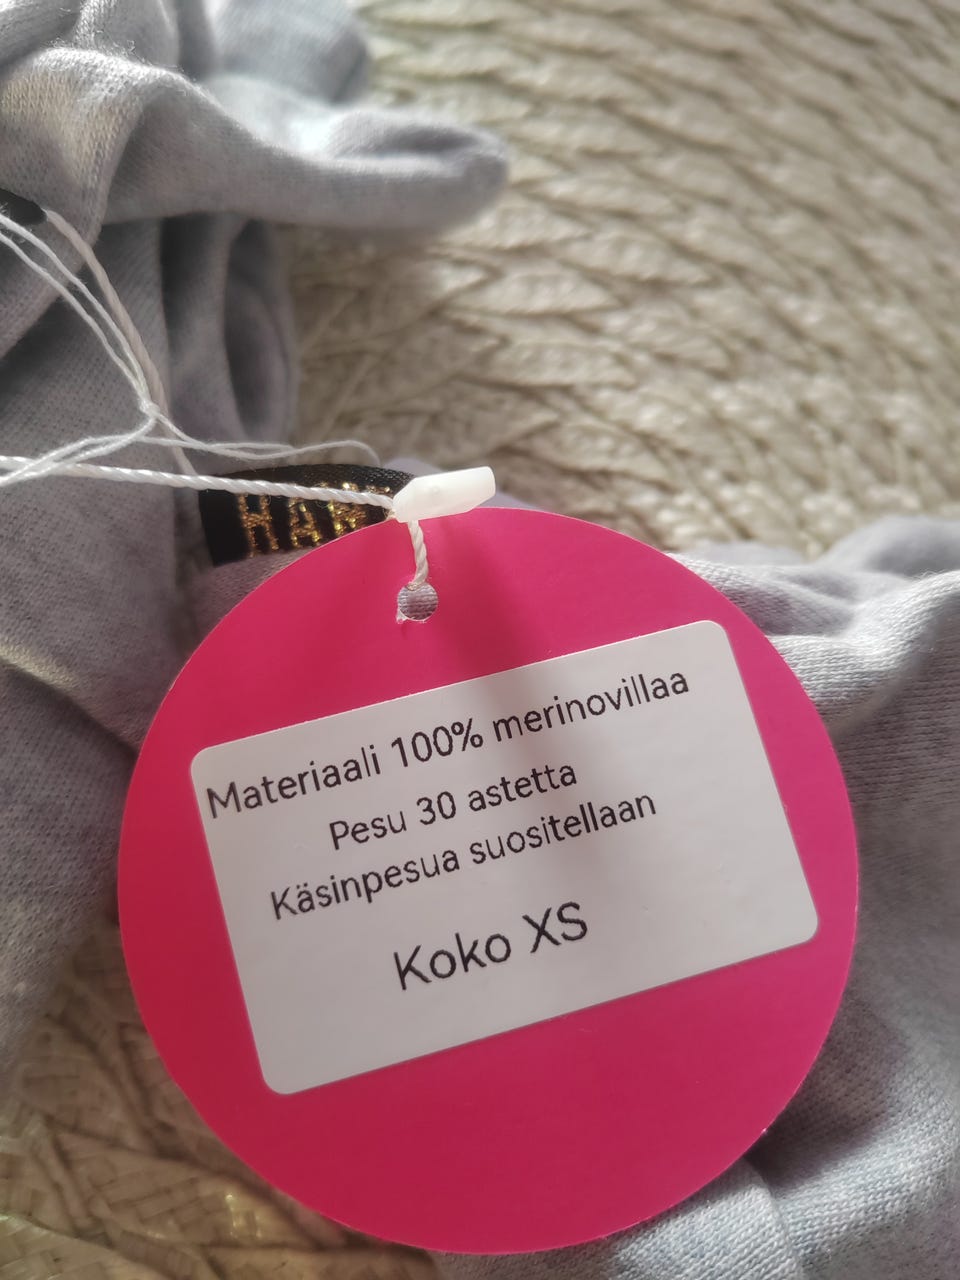 Materiaali 100% merinovillaa
Pesu 30 astetta
Käsinpesua suositellaan
Koko XS